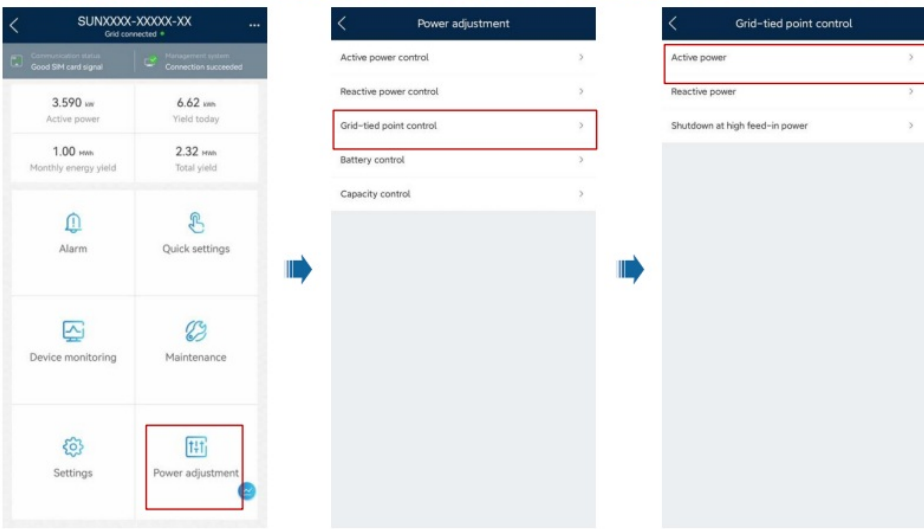 SUNXXXX-XXXXX-XX
Grid connected
Communication status
Good SIM card signal
Management system
Connection succeeded
3.590 kW
Active power
6.62 kWh
Yield today
1.00 MWh
Monthly energy yield
2.32 MWh
Total yield
Alarm
Quick settings
Device monitoring
Maintenance
Settings
Power adjustment
Power adjustment
Active power control
Reactive power control
Grid-tied point control
Battery control
Capacity control
Grid-tied point control
Active power
Reactive power
Shutdown at high feed-in power